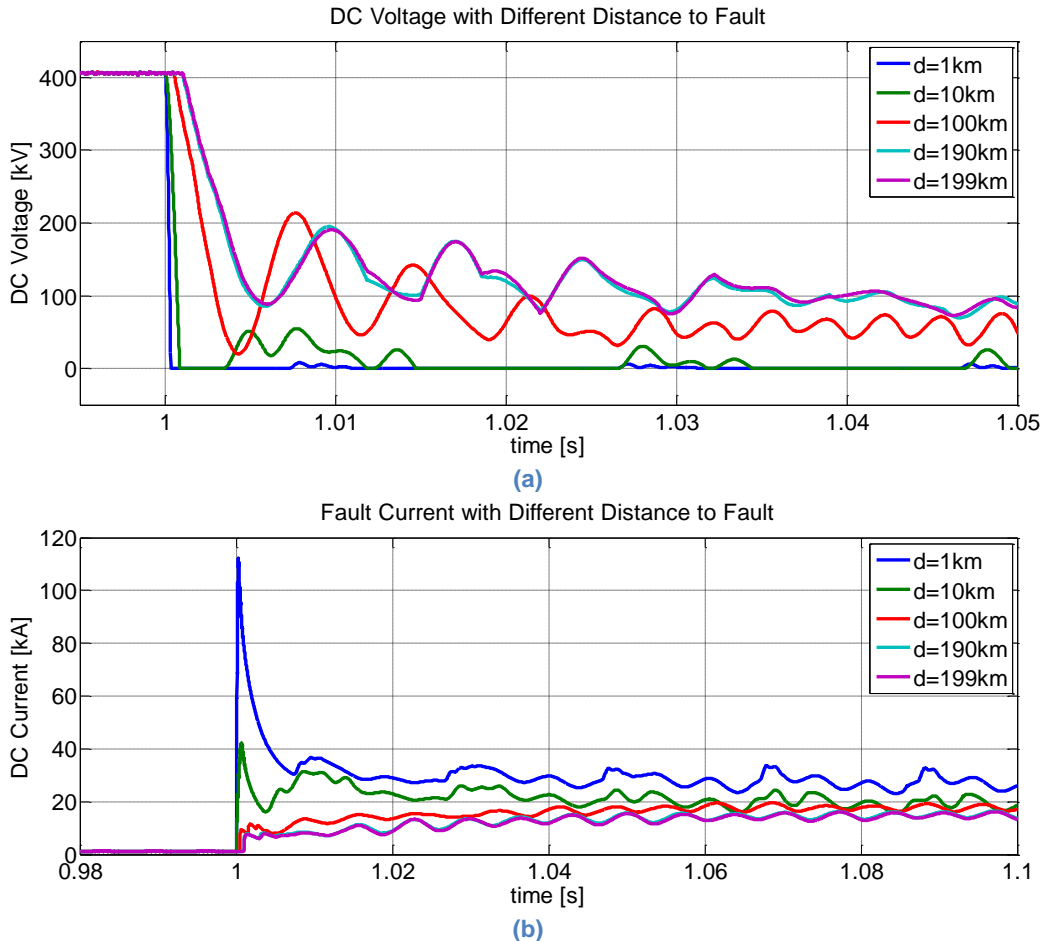 DC Voltage with Different Distance to Fault
DC Voltage [kV]
400
300
200
100
0
1
1.01
1.02
1.03
1.04
1.05
time [s]
d=1km
d=10km
d=100km
d=190km
d=199km
(a)
Fault Current with Different Distance to Fault
DC Current [kA]
120
100
80
60
40
20
0
0.98
1
1.02
1.04
1.06
1.08
1.1
time [s]
d=1km
d=10km
d=100km
d=190km
d=199km
(b)